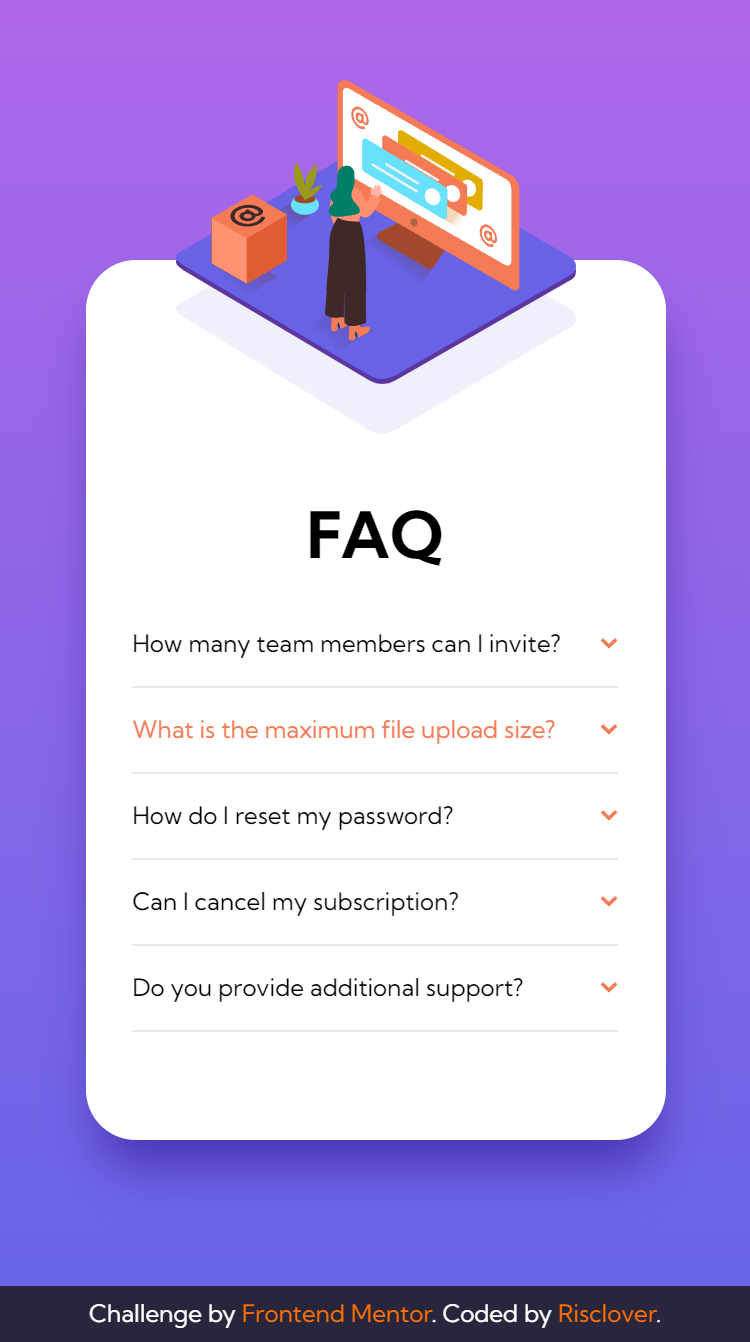 @
@
@
FAQ
How many team members can I invite?
What is the maximum file upload size?
How do I reset my password?
Can I cancel my subscription?
Do you provide additional support?
Challenge by Frontend Mentor. Coded by Risclover.